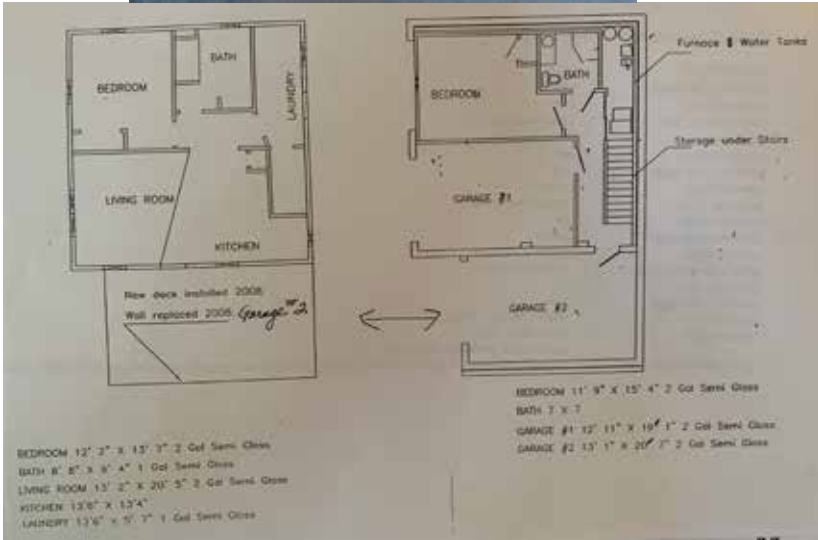 BEDROOM
BATH
LAUNDRY
LIVING ROOM
KITCHEN
New deck installed 2008
Wall replaced 2008 Garage #2
BEDROOM
BATH
Furnace & Water Tanks
Storage under Stairs
GARAGE #1
GARAGE #2
BEDROOM 12' 2" X 13' 7" 2 Gal Semi Gloss
BATH 8' 8" X 6' 4" 1 Gal Semi Gloss
LIVING ROOM 13' 2" X 20' 5" 2 Gal Semi Gloss
KITCHEN 13'6" X 13'4"
LAUNDRY 13'6" X 5' 7" 1 Gal Semi Gloss
BEDROOM 11' 9" X 15' 4" 2 Gal Semi Gloss
BATH 7 X 7
GARAGE #1 12' 11" X 19' 1" 2 Gal Semi Gloss
GARAGE #2 13' 1" X 20' 7" 2 Gal Semi Gloss